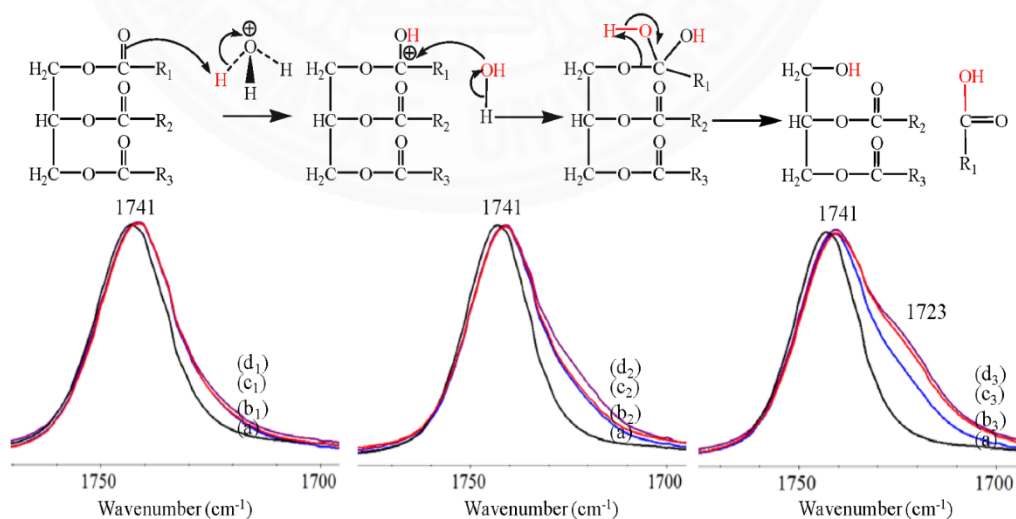 O OH HO OH
H₂C O C R₁ H O⊕ H H
H₂C O C⊕ R₁ OH H
H₂C O C R₁
H₂C OH OH
HC O C R₂ O
HC O C R₂ O
HC O C R₂ O
HC O C R₂ O C O R₁
H₂C O C R₃ O
H₂C O C R₃ O
H₂C O C R₃ O
H₂C O C R₃ O
1741 1741 1741
1723
(d₁) (d₂) (d₃)
(c₁) (c₂) (c₃)
(b₁) (b₂) (b₃)
(a) (a) (a)
1750 1700 1750 1700 1750 1700
Wavenumber (cm⁻¹) Wavenumber (cm⁻¹) Wavenumber (cm⁻¹)